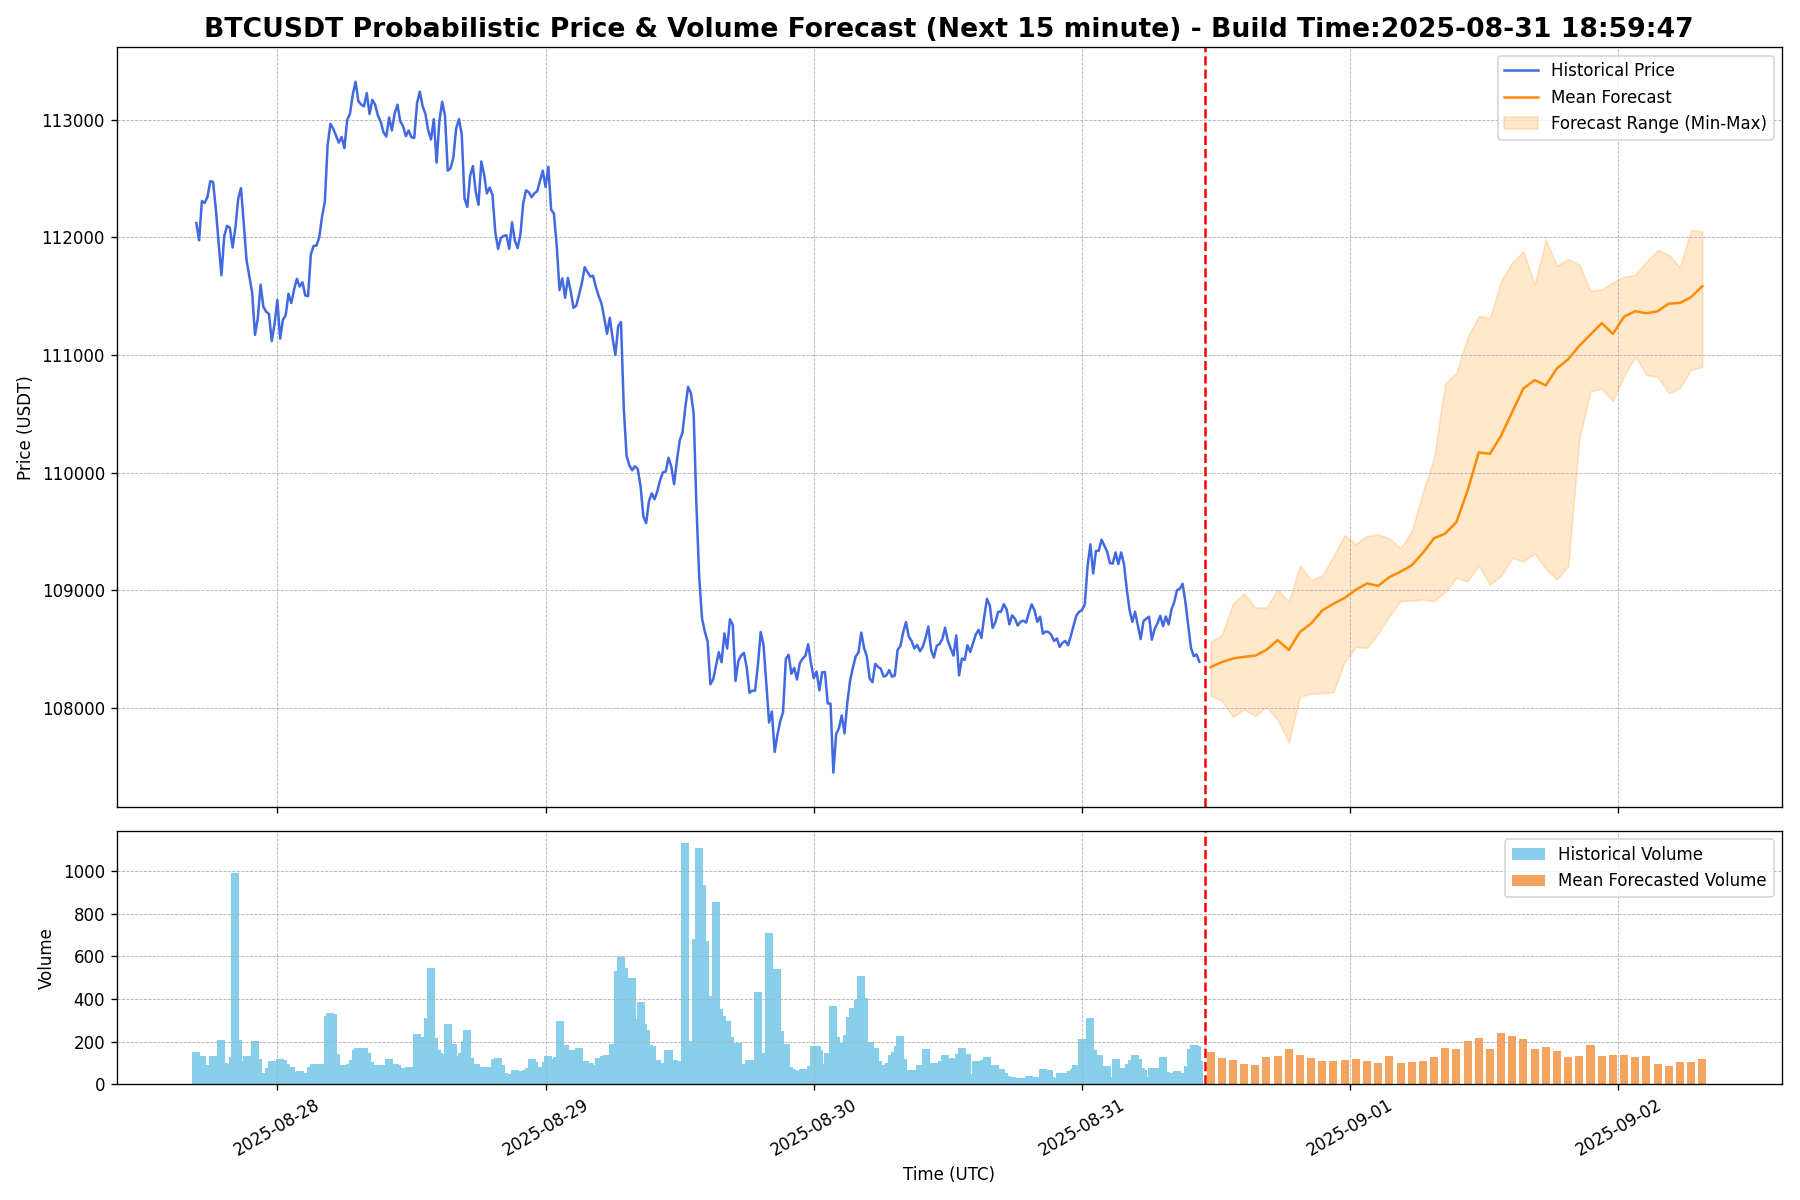 BTCUSDT Probabilistic Price & Volume Forecast (Next 15 minute) - Build Time:2025-08-31 18:59:47
Historical Price
Mean Forecast
Forecast Range (Min-Max)
113000
112000
111000
110000
109000
108000
Price (USDT)
Historical Volume
Mean Forecasted Volume
1000
800
600
400
200
0
Volume
2025-08-28
2025-08-29
2025-08-30
2025-08-31
2025-09-01
2025-09-02
Time (UTC)